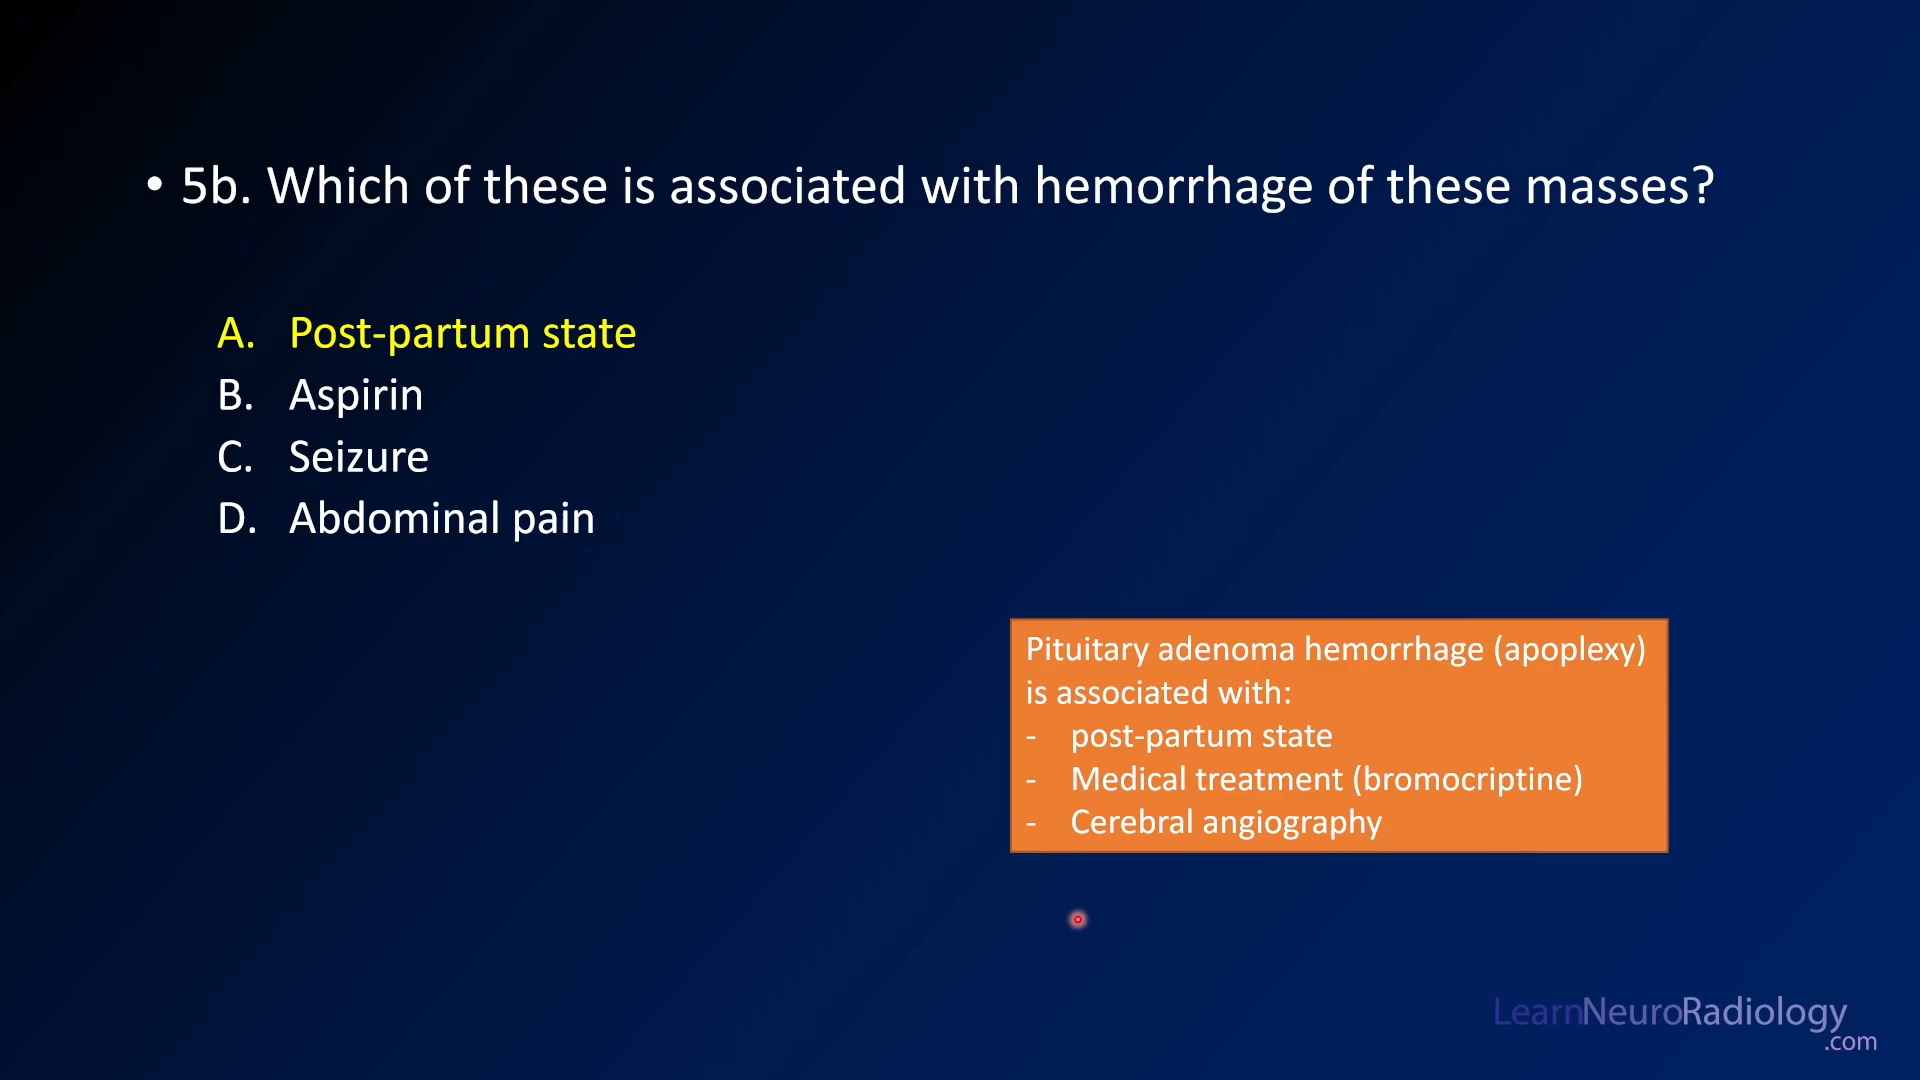 • 5b. Which of these is associated with hemorrhage of these masses?
A. Post-partum state
B. Aspirin
C. Seizure
D. Abdominal pain
Pituitary adenoma hemorrhage (apoplexy)
is associated with:
- post-partum state
- Medical treatment (bromocriptine)
- Cerebral angiography
LearnNeuroRadiology
.com